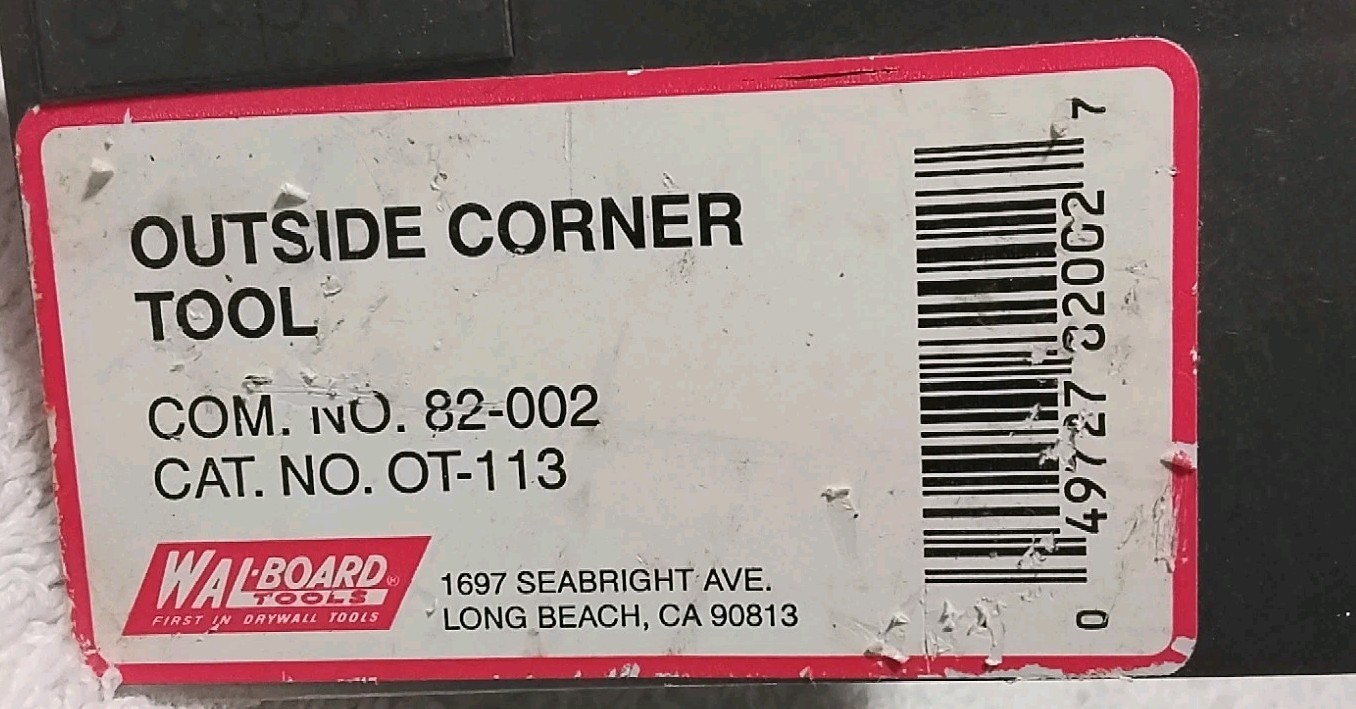 OUTSIDE CORNER
TOOL
COM. NO. 82-002
CAT. NO. OT-113
WAL·BOARD®
TOOLS
FIRST IN DRYWALL TOOLS
1697 SEABRIGHT AVE.
LONG BEACH, CA 90813
0 49727 82002 7